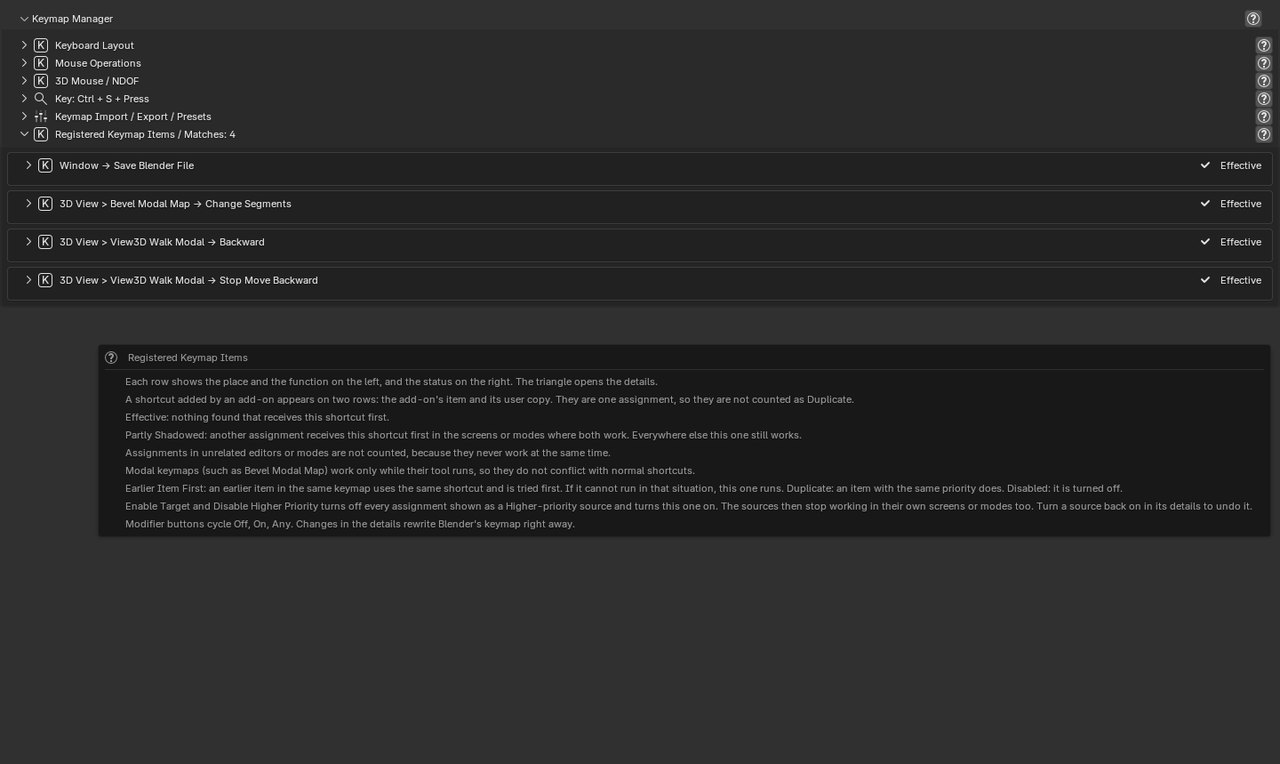 Keymap Manager
Keyboard Layout
Mouse Operations
3D Mouse / NDOF
Key: Ctrl + S + Press
Keymap Import / Export / Presets
Registered Keymap Items / Matches: 4
Window → Save Blender File Effective
3D View > Bevel Modal Map → Change Segments Effective
3D View > View3D Walk Modal → Backward Effective
3D View > View3D Walk Modal → Stop Move Backward Effective
Registered Keymap Items
Each row shows the place and the function on the left, and the status on the right. The triangle opens the details.
A shortcut added by an add-on appears on two rows: the add-on's item and its user copy. They are one assignment, so they are not counted as Duplicate.
Effective: nothing found that receives this shortcut first.
Partly Shadowed: another assignment receives this shortcut first in the screens or modes where both work. Everywhere else this one still works.
Assignments in unrelated editors or modes are not counted, because they never work at the same time.
Modal keymaps (such as Bevel Modal Map) work only while their tool runs, so they do not conflict with normal shortcuts.
Earlier Item First: an earlier item in the same keymap uses the same shortcut and is tried first. If it cannot run in that situation, this one runs. Duplicate: an item with the same priority does. Disabled: it is turned off.
Enable Target and Disable Higher Priority turns off every assignment shown as a Higher-priority source and turns this one on. The sources then stop working in their own screens or modes too. Turn a source back on in its details to undo it.
Modifier buttons cycle Off, On, Any. Changes in the details rewrite Blender's keymap right away.